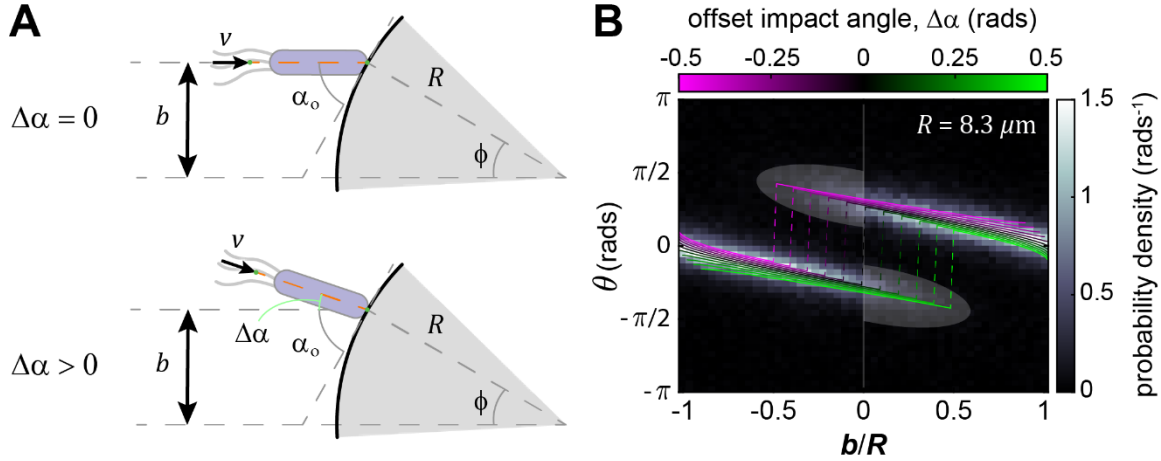 A
v
Δα = 0
b
α₀
R
ϕ
v
Δα
Δα > 0
b
α₀
R
ϕ
B
offset impact angle, Δα (rads)
-0.5 -0.25 0 0.25 0.5
R = 8.3 μm
π
π/2
0
-π/2
-π
θ (rads)
-1 -0.5 0 0.5 1
b/R
1.5
1
0.5
0
probability density (rads⁻¹)